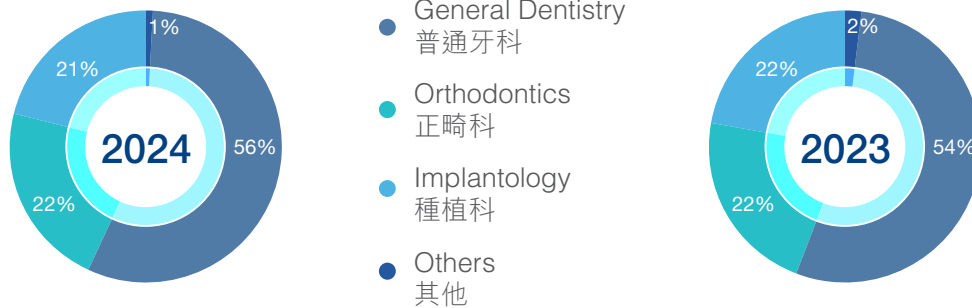 1%
21%
2024
56%
22%
General Dentistry
普通牙科
Orthodontics
正畸科
Implantology
種植科
Others
其他
2%
22%
2023
54%
22%